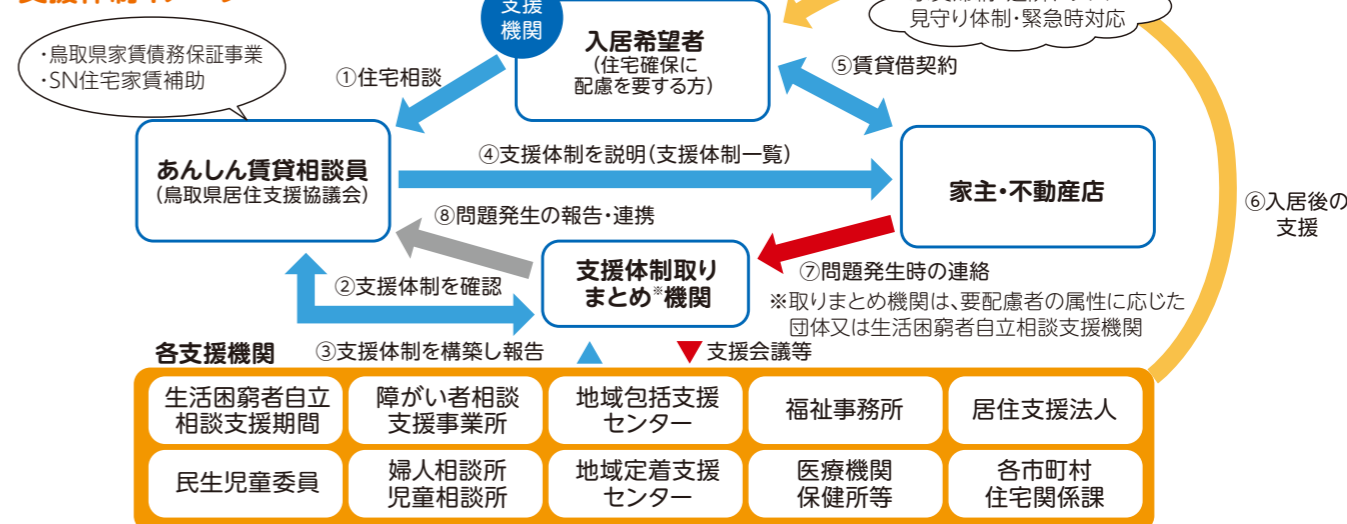 支援
機関
入居希望者
(住宅確保に
配慮を要する方)
見守り体制・緊急時対応
・鳥取県家賃債務保証事業
・SN住宅家賃補助
①住宅相談
⑤賃貸借契約
あんしん賃貸相談員
(鳥取県居住支援協議会)
④支援体制を説明(支援体制一覧)
家主・不動産店
⑥入居後の
支援
⑧問題発生の報告・連携
支援体制取り
まとめ※機関
⑦問題発生時の連絡
※取りまとめ機関は、要配慮者の属性に応じた
団体又は生活困窮者自立相談支援機関
②支援体制を確認
各支援機関
③支援体制を構築し報告
支援会議等
生活困窮者自立
相談支援期間
障がい者相談
支援事業所
地域包括支援
センター
福祉事務所
居住支援法人
民生児童委員
婦人相談所
児童相談所
地域定着支援
センター
医療機関
保健所等
各市町村
住宅関係課